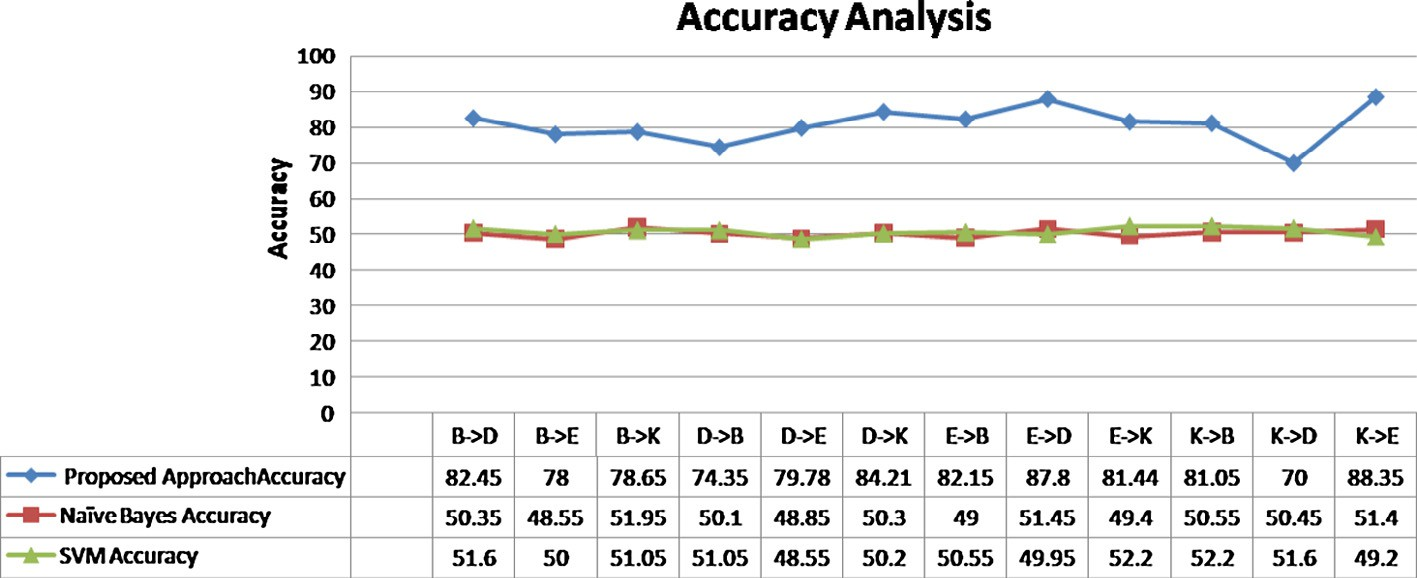 Accuracy Analysis
100
90
80
70
60
50
40
30
20
10
0
Accuracy
B->D B->E B->K D->B D->E D->K E->B E->D E->K K->B K->D K->E
Proposed ApproachAccuracy 82.45 78 78.65 74.35 79.78 84.21 82.15 87.8 81.44 81.05 70 88.35
Naïve Bayes Accuracy 50.35 48.55 51.95 50.1 48.85 50.3 49 51.45 49.4 50.55 50.45 51.4
SVM Accuracy 51.6 50 51.05 51.05 48.55 50.2 50.55 49.95 52.2 52.2 51.6 49.2